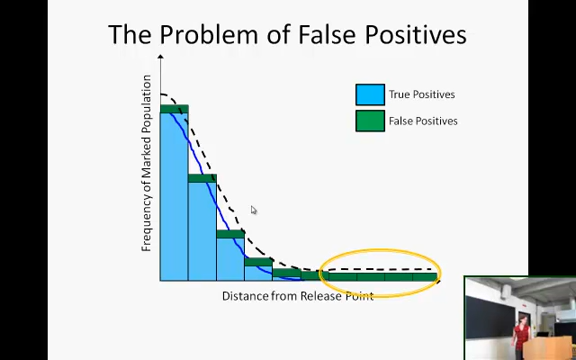 The Problem of False Positives
Frequency of Marked Population
True Positives
False Positives
Distance from Release Point